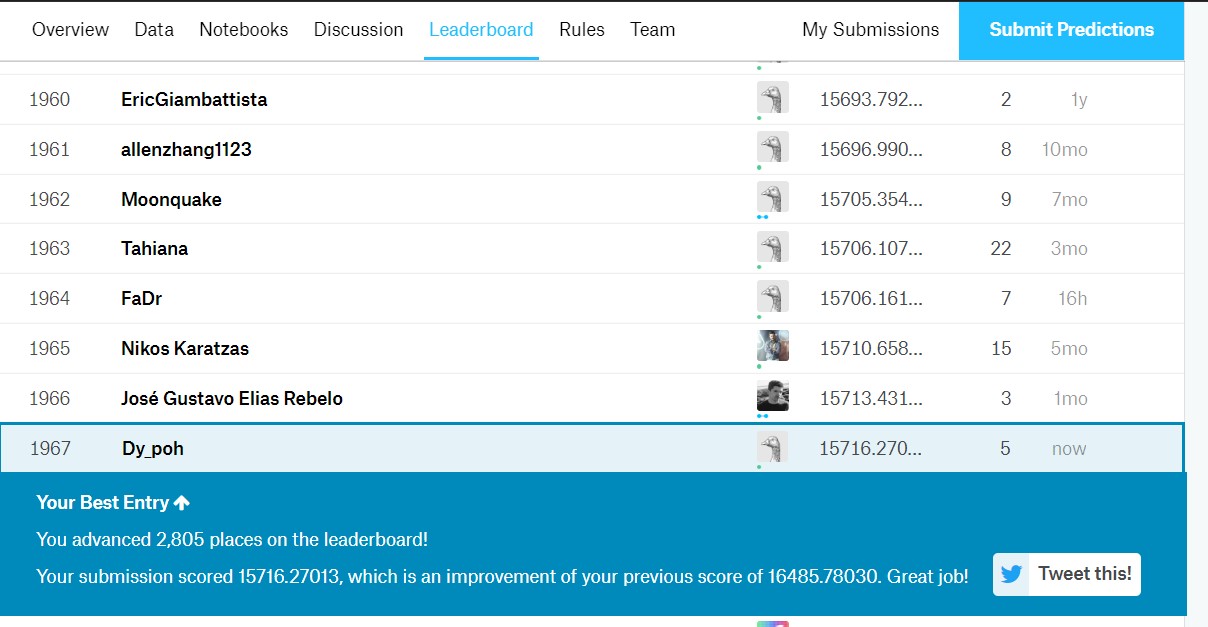 Overview Data Notebooks Discussion Leaderboard Rules Team My Submissions Submit Predictions
1960 EricGiambattista 15693.792... 2 1y
1961 allenzhang1123 15696.990... 8 10mo
1962 Moonquake 15705.354... 9 7mo
1963 Tahiana 15706.107... 22 3mo
1964 FaDr 15706.161... 7 16h
1965 Nikos Karatzas 15710.658... 15 5mo
1966 José Gustavo Elias Rebelo 15713.431... 3 1mo
1967 Dy_poh 15716.270... 5 now
Your Best Entry
You advanced 2,805 places on the leaderboard!
Your submission scored 15716.27013, which is an improvement of your previous score of 16485.78030. Great job! Tweet this!